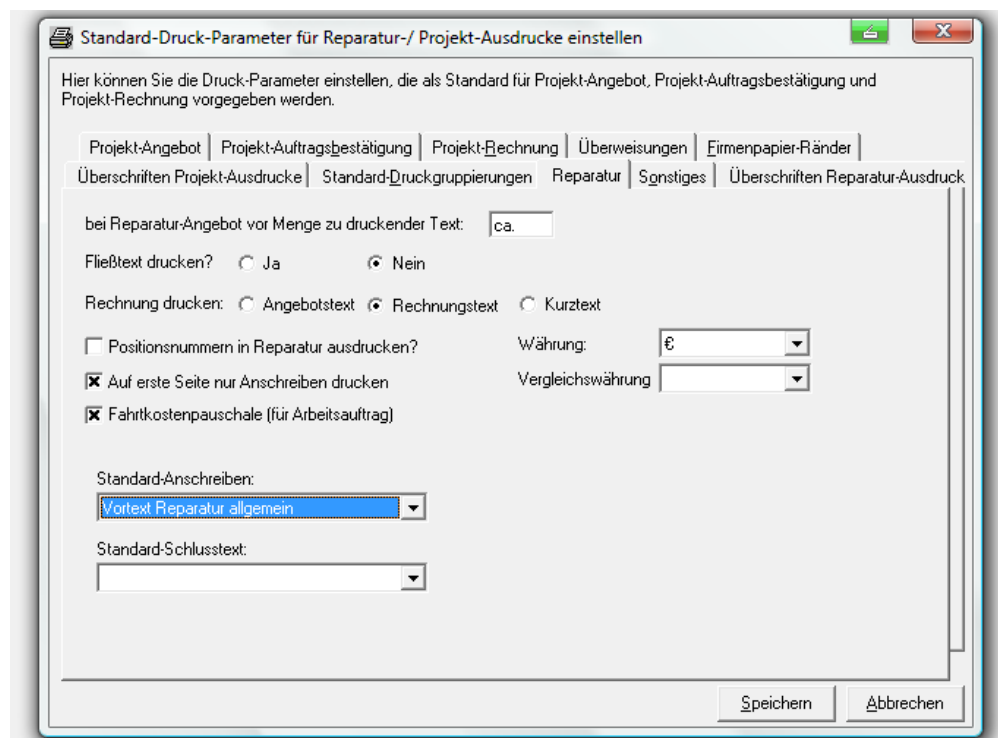 Standard-Druck-Parameter für Reparatur-/ Projekt-Ausdrucke einstellen
Hier können Sie die Druck-Parameter einstellen, die als Standard für Projekt-Angebot, Projekt-Auftragsbestätigung und
Projekt-Rechnung vorgegeben werden.
Projekt-Angebot Projekt-Auftragsbestätigung Projekt-Rechnung Überweisungen Firmenpapier-Ränder
Überschriften Projekt-Ausdrucke Standard-Druckgruppierungen Reparatur Sonstiges Überschriften Reparatur-Ausdruck
bei Reparatur-Angebot vor Menge zu druckender Text: ca.
Fließtext drucken? Ja Nein
Rechnung drucken: Angebotstext Rechnungstext Kurztext
Positionsnummern in Reparatur ausdrucken? Währung: €
Auf erste Seite nur Anschreiben drucken Vergleichswährung
Fahrtkostenpauschale (für Arbeitsauftrag)
Standard-Anschreiben:
Vortext Reparatur allgemein
Standard-Schlusstext:
Speichern Abbrechen